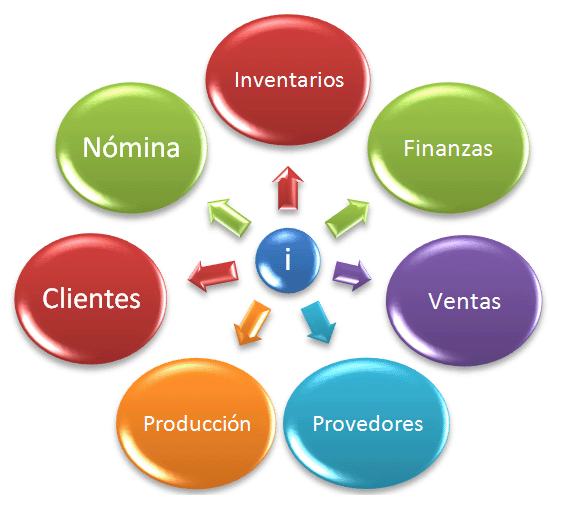 Inventarios
Finanzas
Ventas
Provedores
Producción
Clientes
Nómina
i